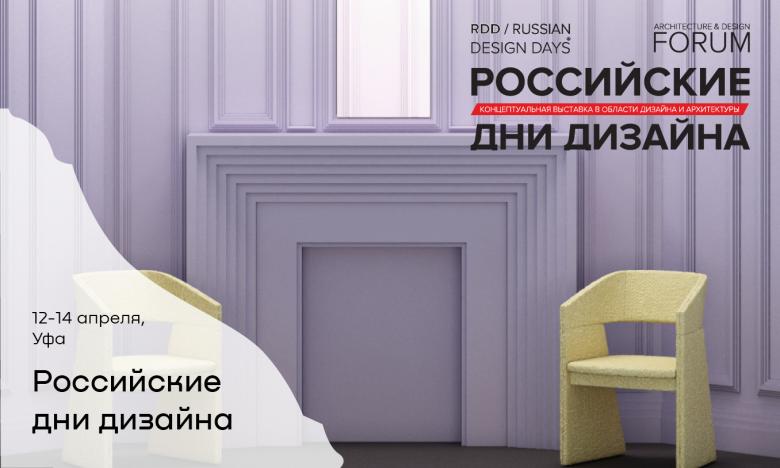 RDD / RUSSIAN
DESIGN DAYS®
ARCHITECTURE & DESIGN
FORUM
РОССИЙСКИЕ
КОНЦЕПТУАЛЬНАЯ ВЫСТАВКА В ОБЛАСТИ ДИЗАЙНА И АРХИТЕКТУРЫ
ДНИ ДИЗАЙНА
12-14 апреля,
Уфа
Российские
дни дизайна